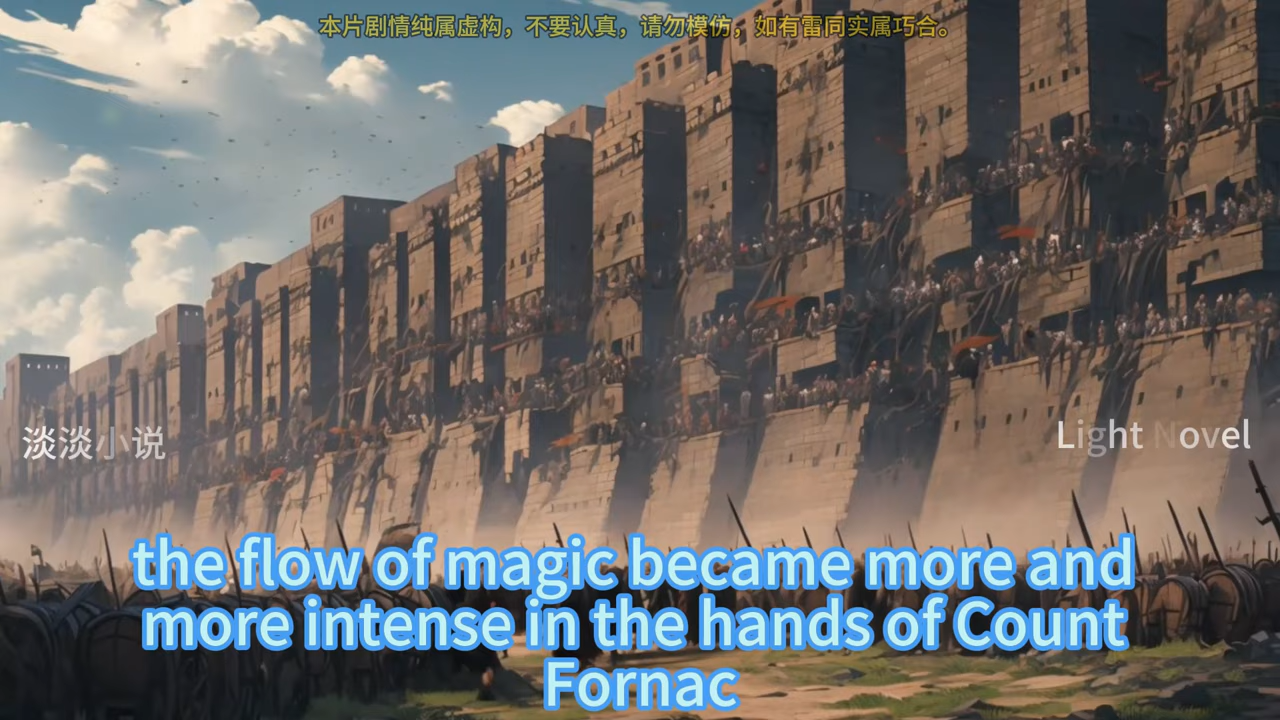 本片剧情纯属虚构，不要认真，请勿模仿，如有雷同实属巧合。
淡淡小说
Light Novel
the flow of magic became more and
more intense in the hands of Count
Fornac